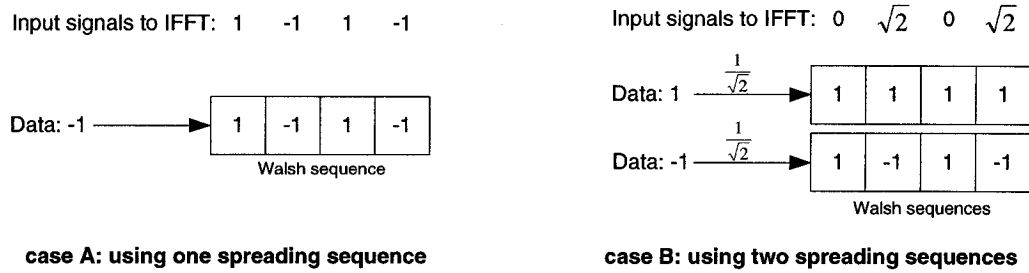 Input signals to IFFT: 1 -1 1 -1
Data: -1
1 -1 1 -1
Walsh sequence
case A: using one spreading sequence
Input signals to IFFT: 0 √2 0 √2
Data: 1 1/√2 1 1 1 1
Data: -1 1/√2 1 -1 1 -1
Walsh sequences
case B: using two spreading sequences